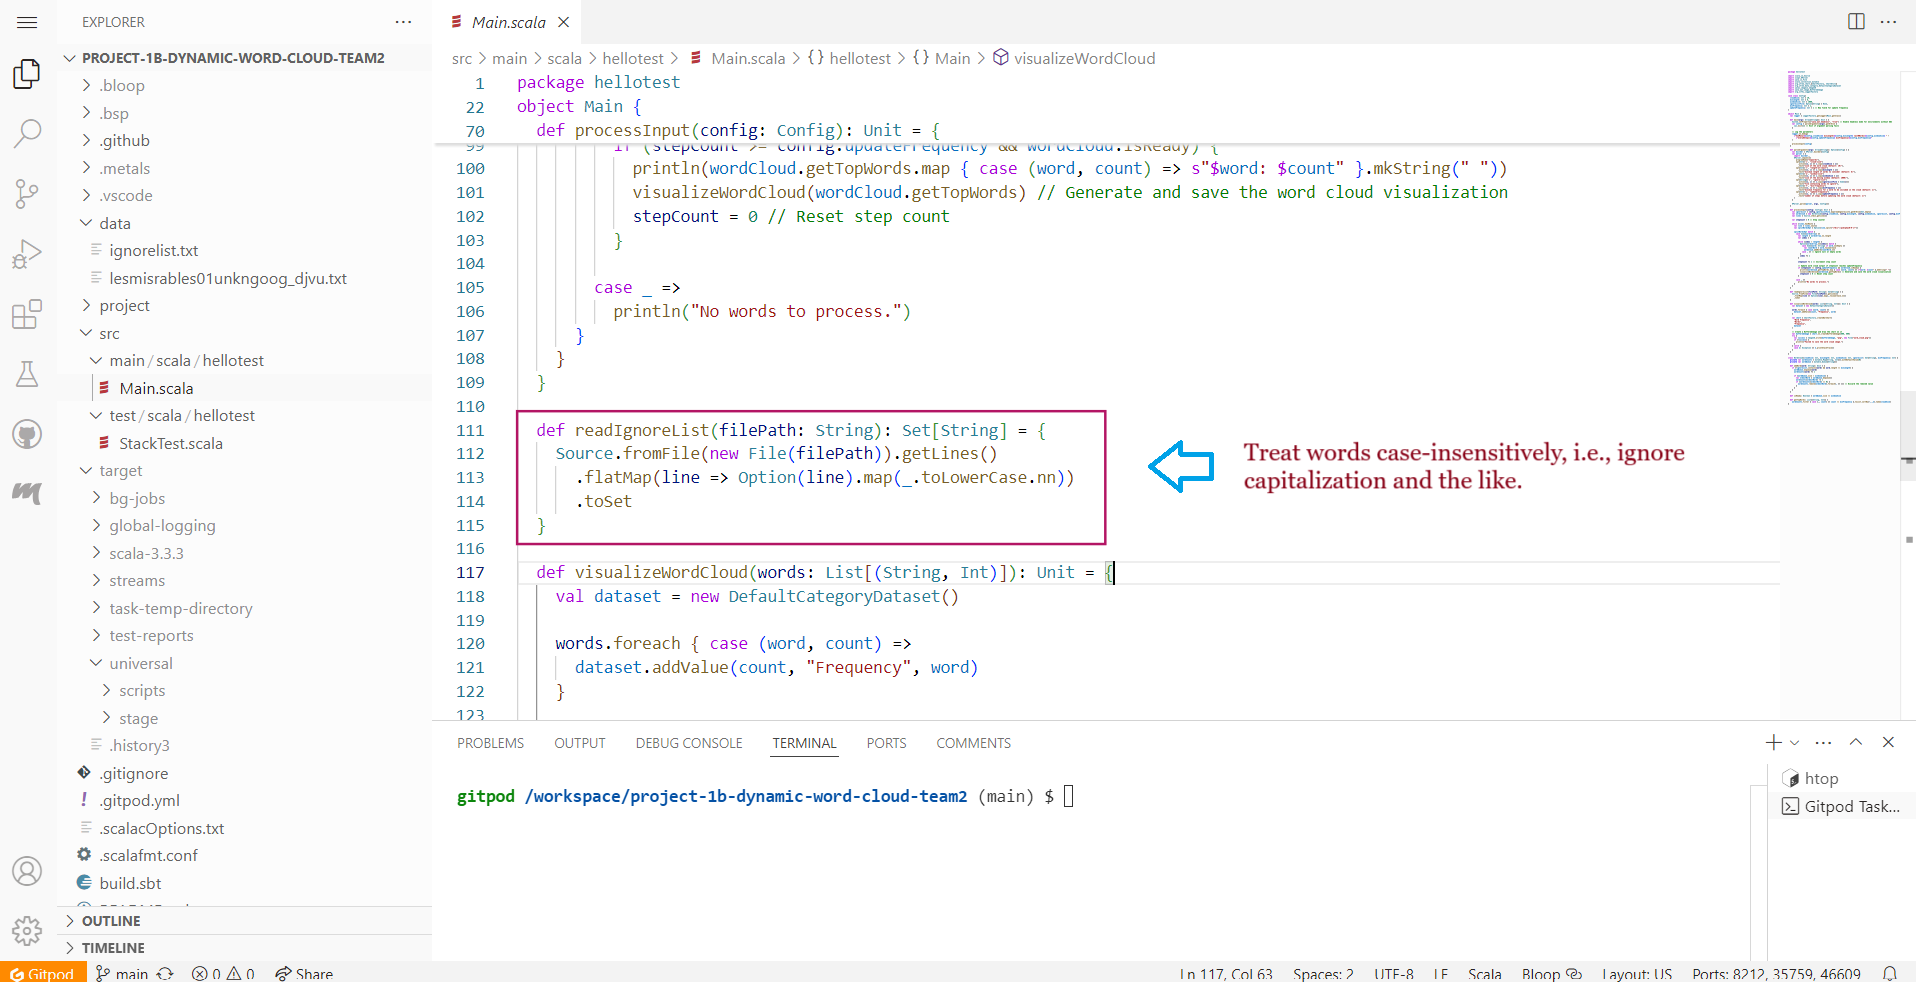 EXPLORER
PROJECT-1B-DYNAMIC-WORD-CLOUD-TEAM2
.bloop
.bsp
.github
.metals
.vscode
data
ignorelist.txt
lesmisrables01unkngoog_djvu.txt
project
src
main/scala/hellotest
Main.scala
test/scala/hellotest
StackTest.scala
target
bg-jobs
global-logging
scala-3.3.3
streams
task-temp-directory
test-reports
universal
scripts
stage
.history3
.gitignore
.gitpod.yml
.scalacOptions.txt
.scalafmt.conf
build.sbt
OUTLINE
TIMELINE
Main.scala
src > main > scala > hellotest > Main.scala > {} hellotest > {} Main > visualizeWordCloud
1 package hellotest
22 object Main {
70 def processInput(config: Config): Unit = {
99 if (stepCount >= config.updateFrequency && wordCloud.isReady) {
100 println(wordCloud.getTopWords.map { case (word, count) => s"$word: $count" }.mkString(" "))
101 visualizeWordCloud(wordCloud.getTopWords) // Generate and save the word cloud visualization
102 stepCount = 0 // Reset step count
103 }
104
105 case _ =>
106 println("No words to process.")
107 }
108 }
109 }
110
111 def readIgnoreList(filePath: String): Set[String] = {
112 Source.fromFile(new File(filePath)).getLines()
113 .flatMap(line => Option(line).map(_.toLowerCase.nn))
114 .toSet
115 }
116
117 def visualizeWordCloud(words: List[(String, Int)]): Unit = {
118 val dataset = new DefaultCategoryDataset()
119
120 words.foreach { case (word, count) =>
121 dataset.addValue(count, "Frequency", word)
122 }
123
Treat words case-insensitively, i.e., ignore
capitalization and the like.
PROBLEMS OUTPUT DEBUG CONSOLE TERMINAL PORTS COMMENTS
gitpod /workspace/project-1b-dynamic-word-cloud-team2 (main) $
htop
Gitpod Task...
Gitpod main 0 0 Share
Ln 117, Col 63 Spaces: 2 UTF-8 LF Scala Bloop Layout: US Ports: 8212, 35759, 46609